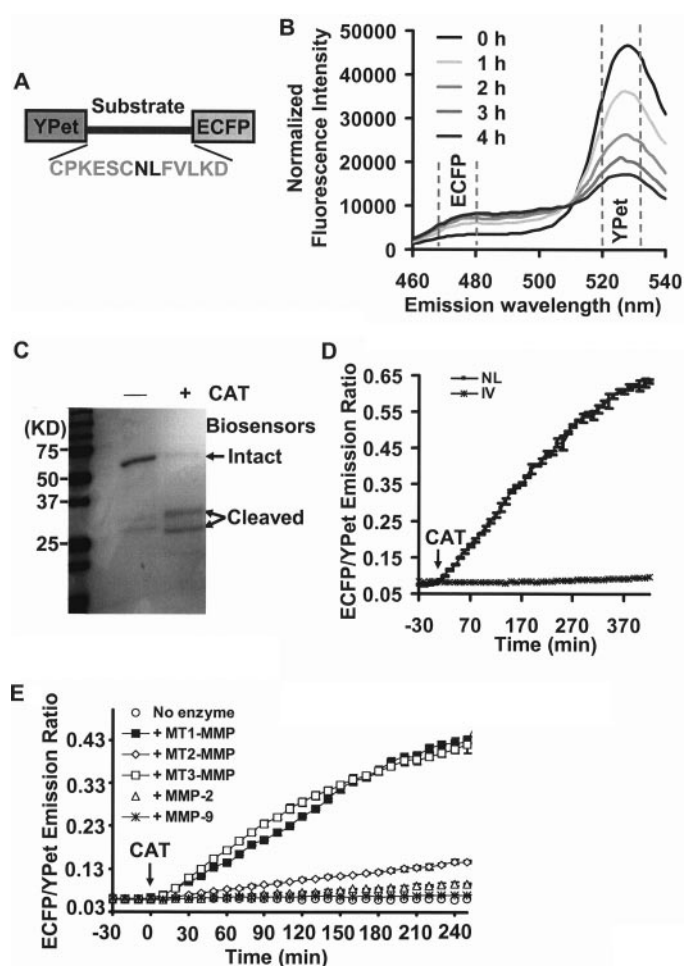 A
YPet
Substrate
ECFP
CPKESCNLFVLKD
B
Normalized
Fluorescence Intensity
50000
40000
30000
20000
10000
0
0 h
1 h
2 h
3 h
4 h
ECFP
YPet
460 480 500 520 540
Emission wavelength (nm)
C
— + CAT
(KD)
Biosensors
75
Intact
50
37
Cleaved
25
D
ECFP/YPet Emission Ratio
0.65
0.55
0.45
0.35
0.25
0.15
0.05
NL
IV
CAT
-30 70 170 270 370
Time (min)
E
ECFP/YPet Emission Ratio
0.43
0.33
0.23
0.13
0.03
No enzyme
+ MT1-MMP
+ MT2-MMP
+ MT3-MMP
+ MMP-2
+ MMP-9
CAT
-30 0 30 60 90 120 150 180 210 240
Time (min)